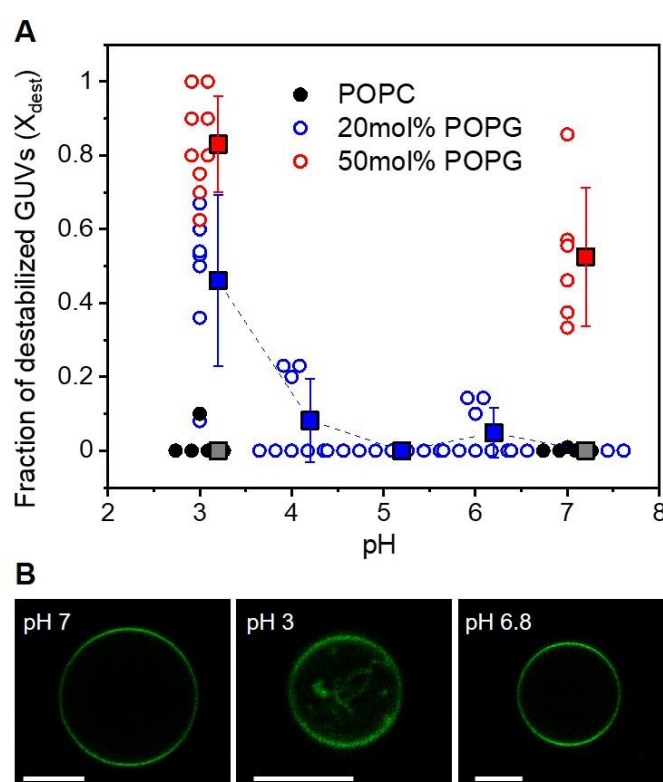 A
Fraction of destabilized GUVs (X_dest)
1
0.8
0.6
0.4
0.2
0
POPC
20mol% POPG
50mol% POPG
2 3 4 5 6 7 8
pH
B
pH 7 pH 3 pH 6.8